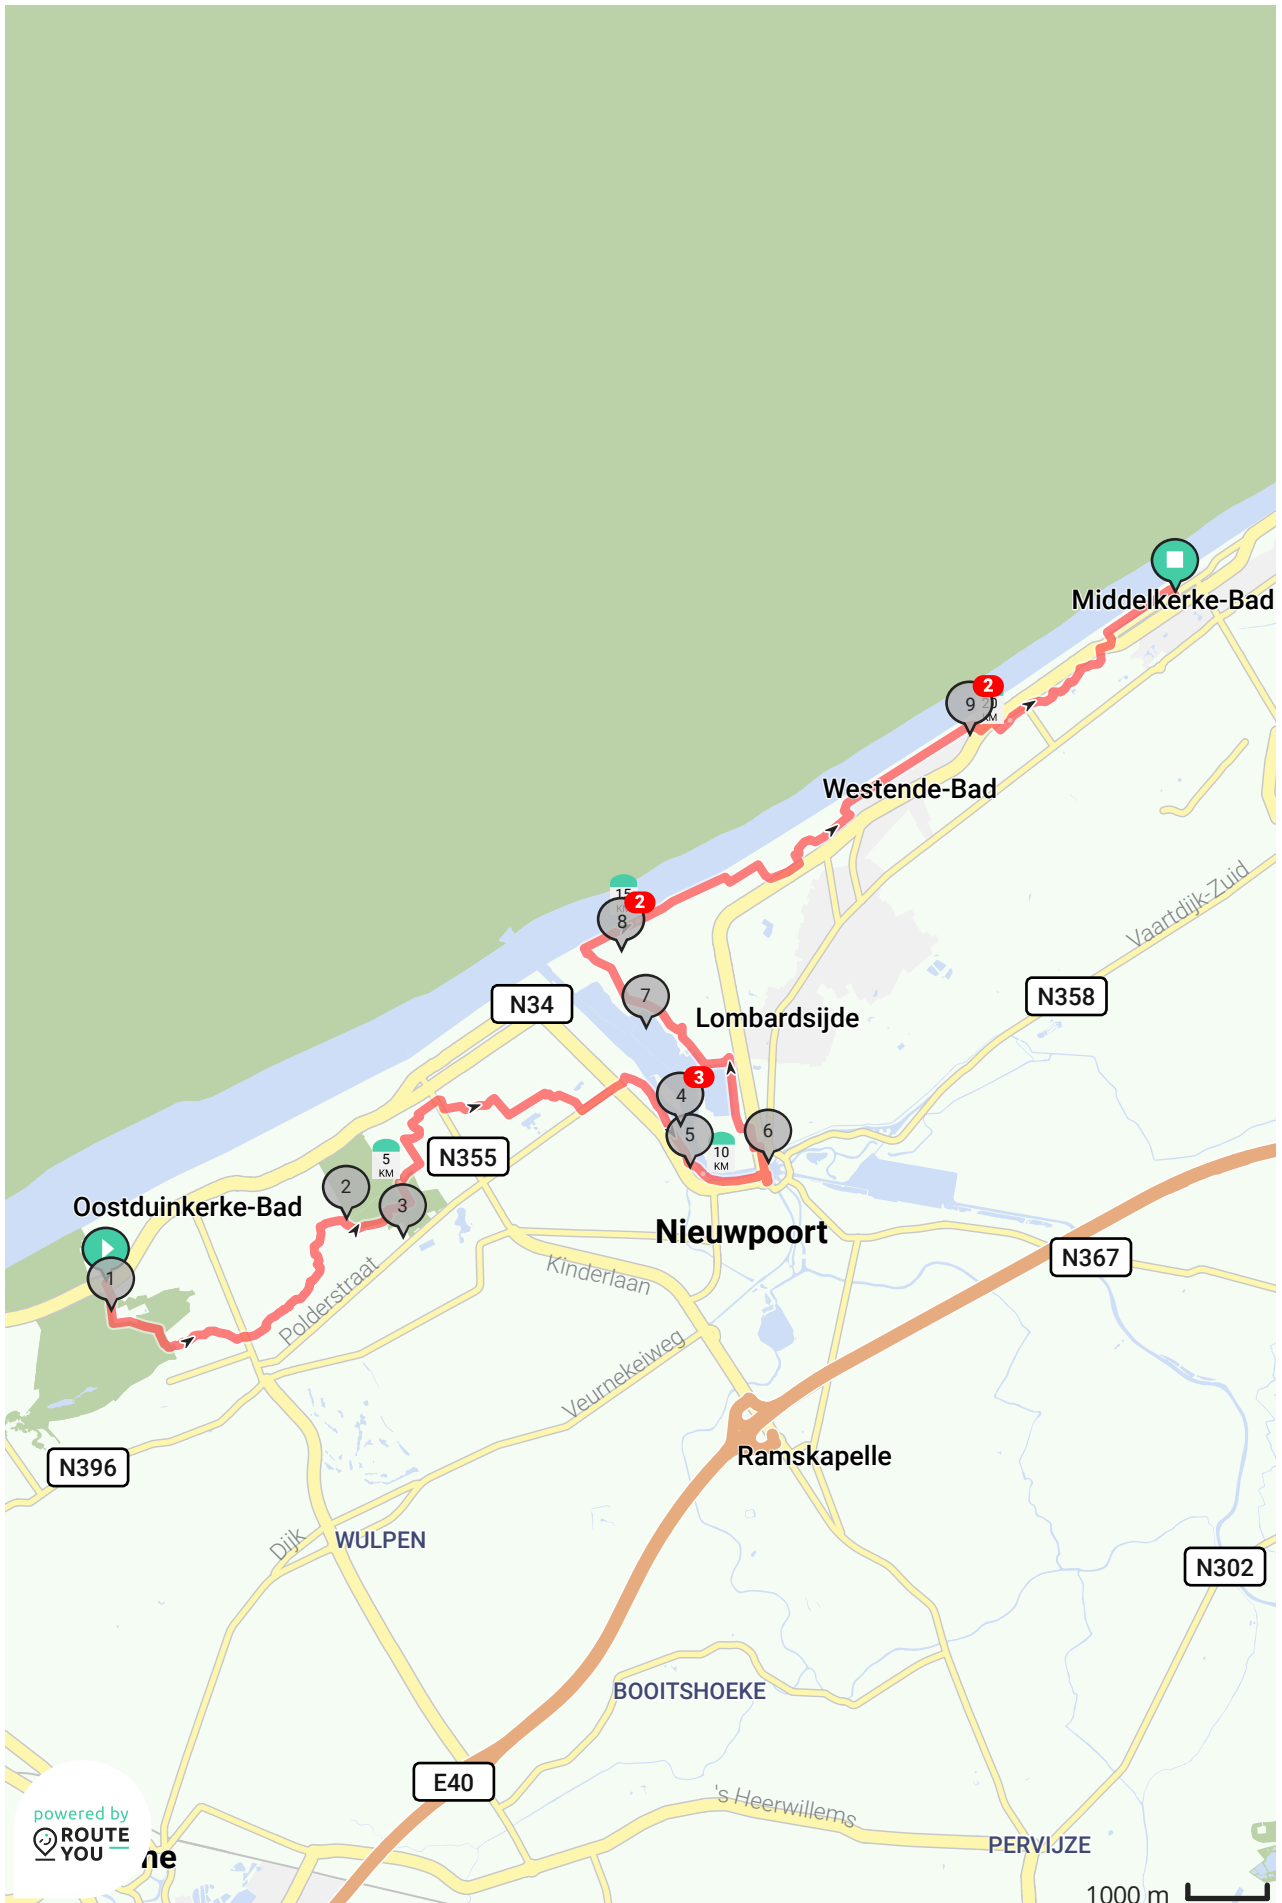 Middelkerke-Bad
2
9
20
KM
Westende-Bad
15
2
8
Vaartdijk-Zuid
N358
7
N34
Lombardsijde
3
4
5
10
KM
6
5
KM
N355
2
3
Oostduinkerke-Bad
1
Nieuwpoort
N367
Kinderlaan
Polderstraat
Veurnekeiweg
N396
Ramskapelle
Dijk
WULPEN
N302
BOOITSHOEKE
E40
's Heerwillems
PERVIJZE
powered by
ROUTE
YOU
ne
1000 m